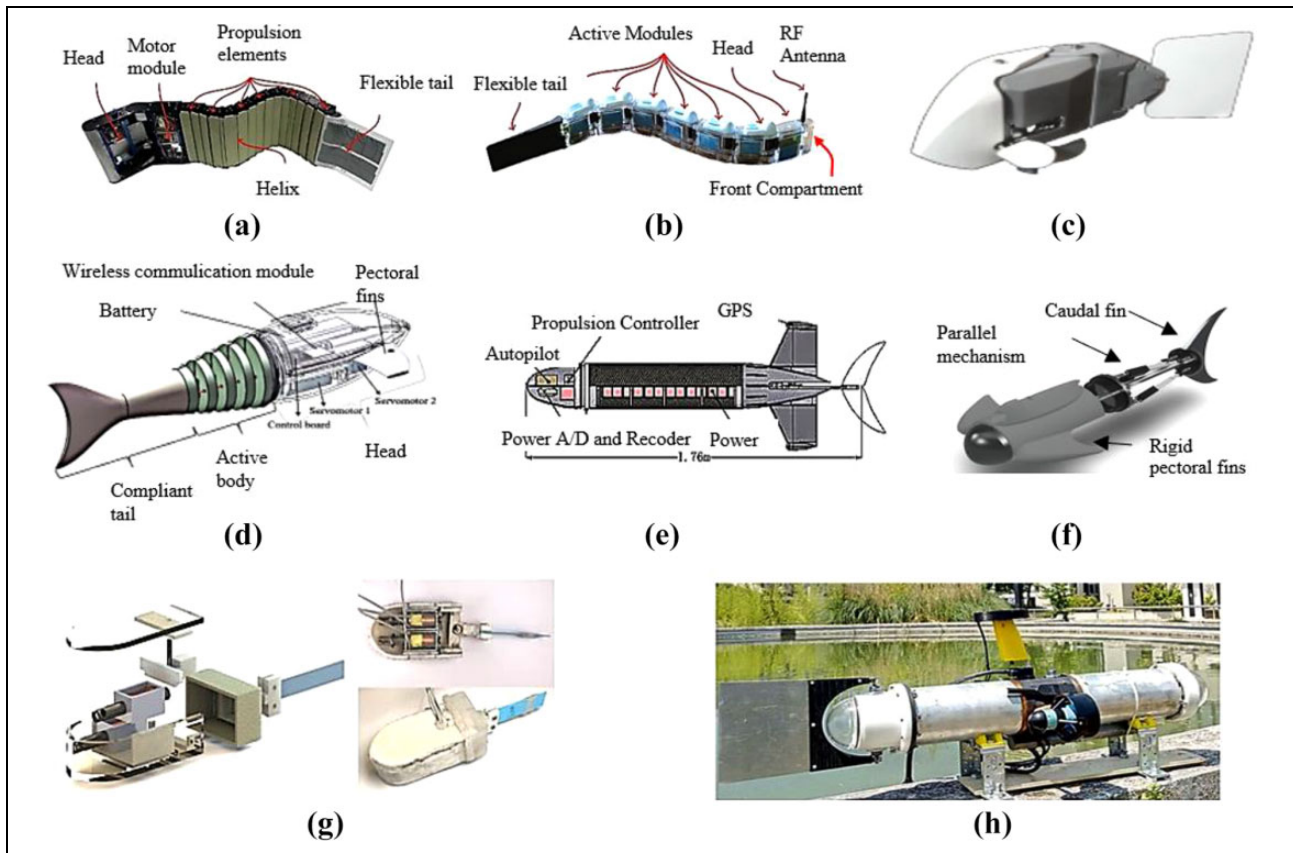 Head
Motor
module
Propulsion
elements
Flexible tail
Helix
(a)
Flexible tail
Active Modules
Head
RF
Antenna
Front Compartment
(b)
(c)
Wireless commulication module
Pectoral
fins
Battery
Servomotor 1
Servomotor 2
Control board
Head
Active
body
Compliant
tail
(d)
GPS
Propulsion Controller
Autopilot
Power A/D and Recoder
Power
1.76m
(e)
Caudal fin
Parallel
mechanism
Rigid
pectoral fins
(f)
(g)
(h)